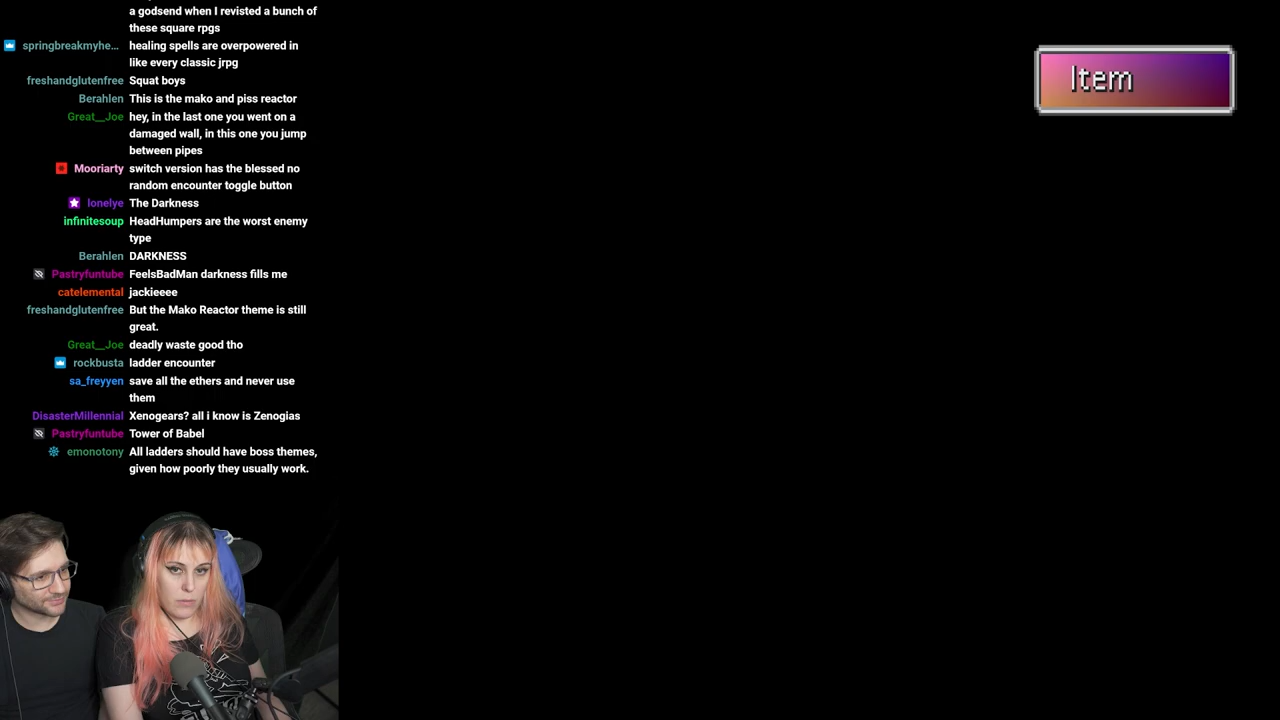 a godsend when I revisted a bunch of
these square rpgs
springbreakmyhe... healing spells are overpowered in
like every classic jrpg
freshandglutenfree Squat boys
Berahlen This is the mako and piss reactor
Great__Joe hey, in the last one you went on a
damaged wall, in this one you jump
between pipes
Mooriarty switch version has the blessed no
random encounter toggle button
lonelye The Darkness
infinitesoup HeadHumpers are the worst enemy
type
Berahlen DARKNESS
Pastryfuntube FeelsBadMan darkness fills me
catelemental jackieeee
freshandglutenfree But the Mako Reactor theme is still
great.
Great__Joe deadly waste good tho
rockbusta ladder encounter
sa_freyyen save all the ethers and never use
them
DisasterMillennial Xenogears? all i know is Zenogias
Pastryfuntube Tower of Babel
emonotony All ladders should have boss themes,
given how poorly they usually work.
Item